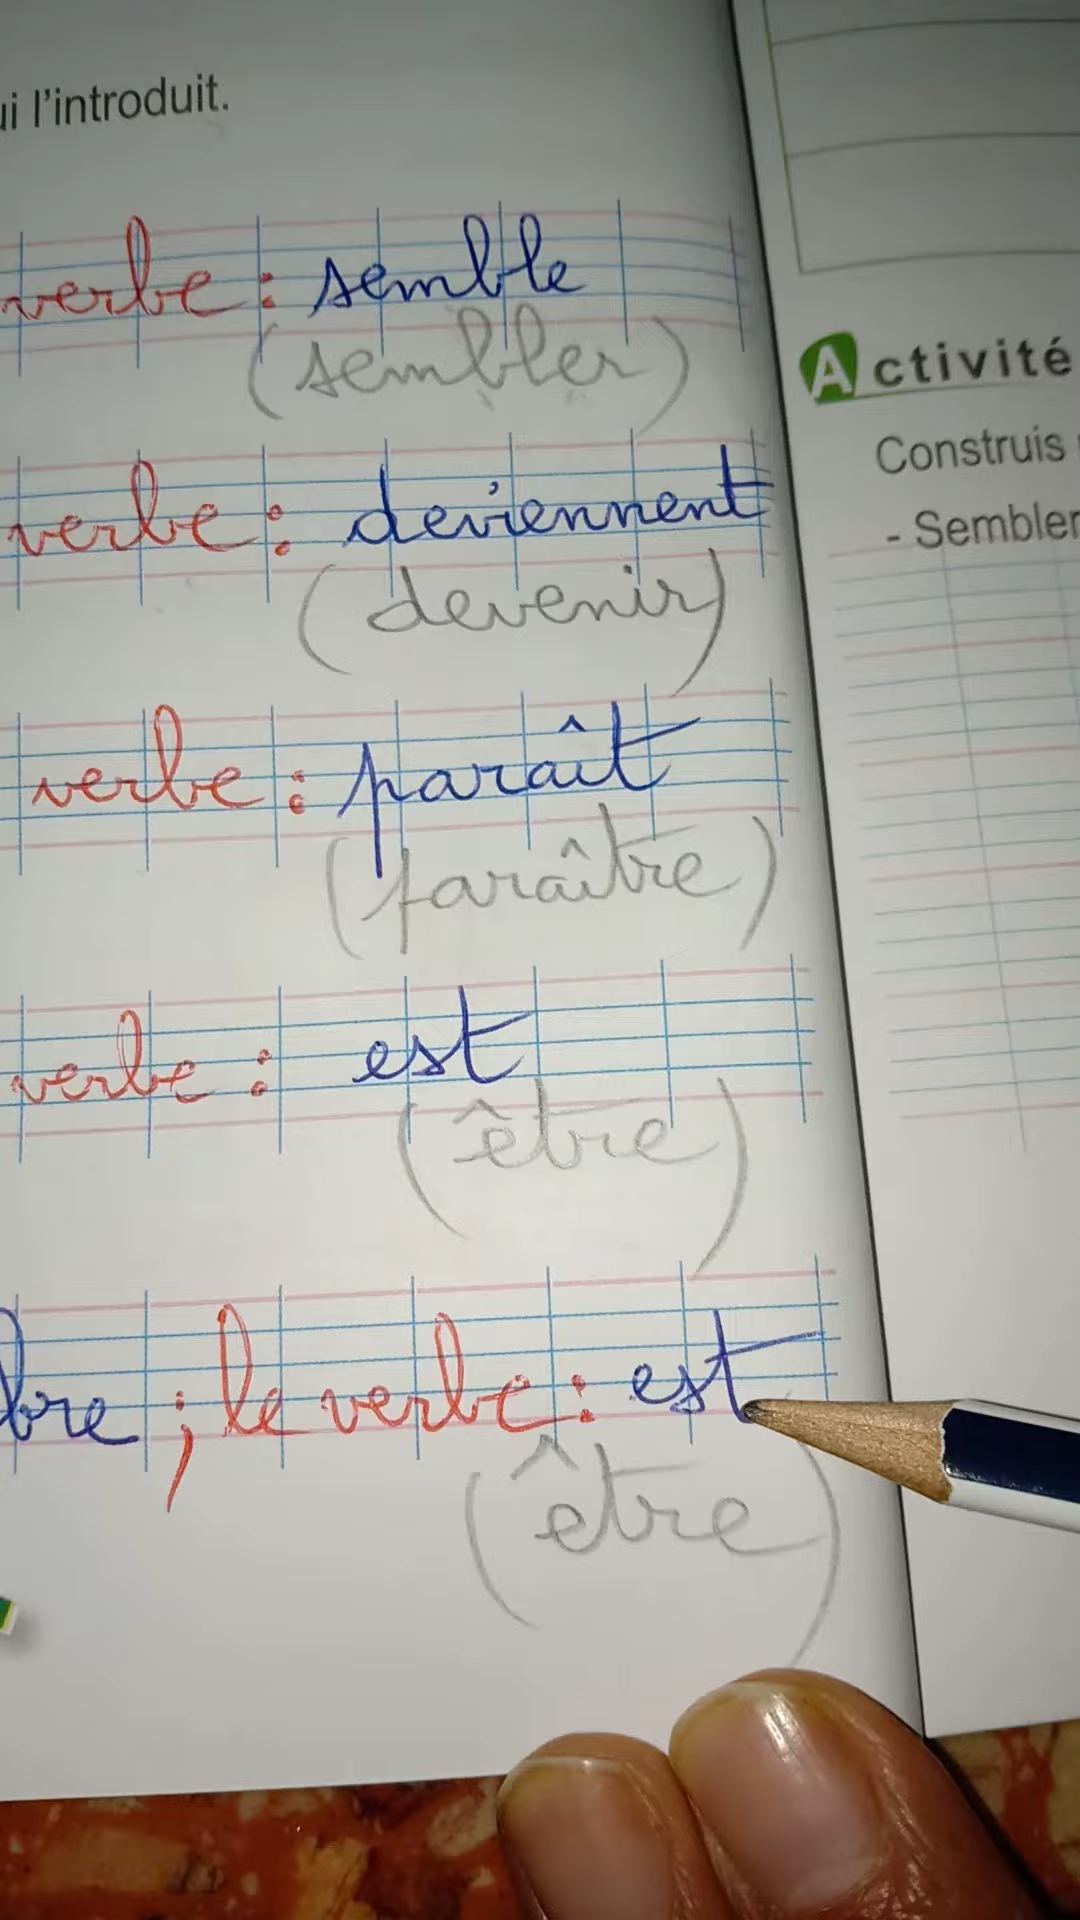 l'introduit.
verbe : semble
(sembler)
verbe : deviennent
(devenir)
verbe : paraît
(paraître)
verbe : est
(être)
; le verbe : est
(être)
Activité
Construis
- Sembler